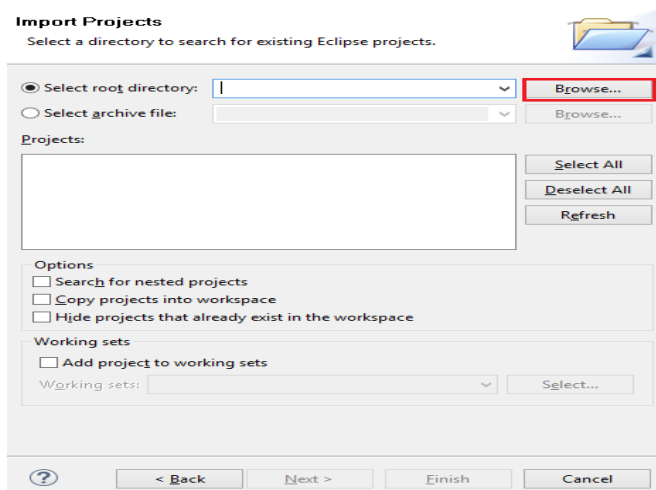 Import Projects
Select a directory to search for existing Eclipse projects.
Select root directory:
Browse...
Select archive file:
Browse...
Projects:
Select All
Deselect All
Refresh
Options
Search for nested projects
Copy projects into workspace
Hide projects that already exist in the workspace
Working sets
Add project to working sets
Working sets:
Select...
?
< Back
Next >
Finish
Cancel